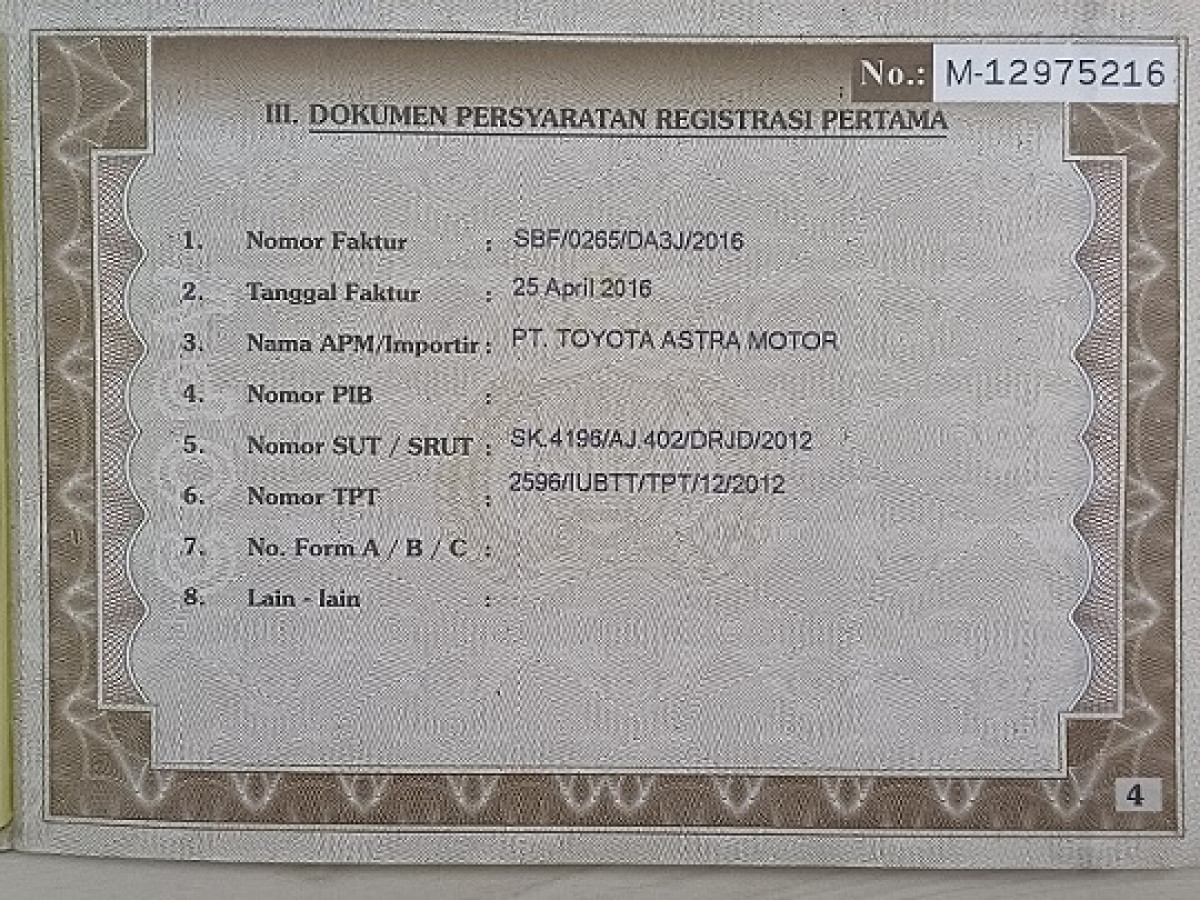 No.: M-12975216
III. DOKUMEN PERSYARATAN REGISTRASI PERTAMA
1. Nomor Faktur : SBF/0265/DA3J/2016
2. Tanggal Faktur : 25 April 2016
3. Nama APM/Importir : PT. TOYOTA ASTRA MOTOR
4. Nomor PIB :
5. Nomor SUT / SRUT : SK.4196/AJ.402/DRJD/2012
6. Nomor TPT : 2596/IUBTT/TPT/12/2012
7. No. Form A / B / C :
8. Lain - lain :
4